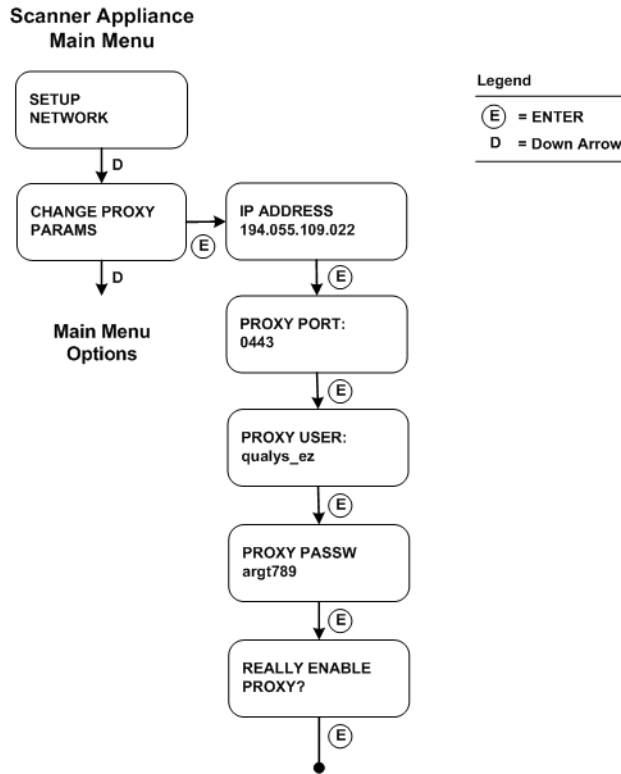 Scanner Appliance
Main Menu
SETUP
NETWORK
D
CHANGE PROXY
PARAMS
E
D
Main Menu
Options
IP ADDRESS
194.055.109.022
E
PROXY PORT:
0443
E
PROXY USER:
qualys_ez
E
PROXY PASSW
argt789
E
REALLY ENABLE
PROXY?
E
Legend
E = ENTER
D = Down Arrow